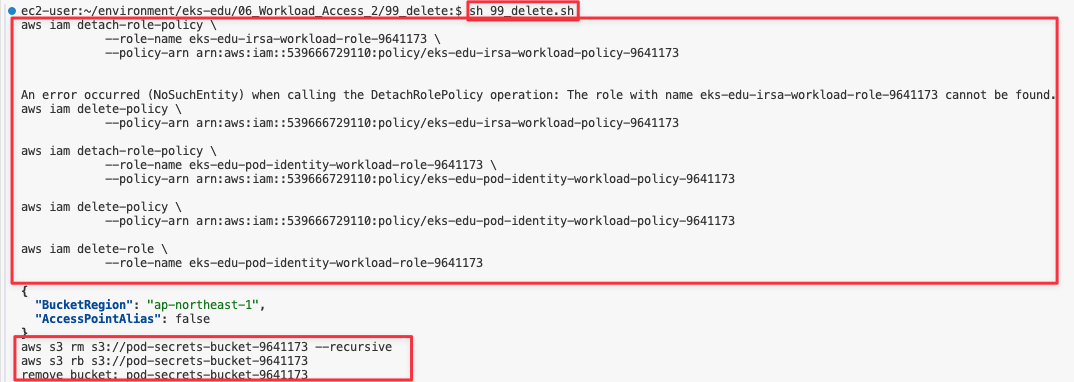 ec2-user:~/environment/eks-edu/06_Workload_Access_2/99_delete:$ sh 99_delete.sh
aws iam detach-role-policy \
--role-name eks-edu-irsa-workload-role-9641173 \
--policy-arn arn:aws:iam::539666729110:policy/eks-edu-irsa-workload-policy-9641173
An error occurred (NoSuchEntity) when calling the DetachRolePolicy operation: The role with name eks-edu-irsa-workload-role-9641173 cannot be found.
aws iam delete-policy \
--policy-arn arn:aws:iam::539666729110:policy/eks-edu-irsa-workload-policy-9641173
aws iam detach-role-policy \
--role-name eks-edu-pod-identity-workload-role-9641173 \
--policy-arn arn:aws:iam::539666729110:policy/eks-edu-pod-identity-workload-policy-9641173
aws iam delete-policy \
--policy-arn arn:aws:iam::539666729110:policy/eks-edu-pod-identity-workload-policy-9641173
aws iam delete-role \
--role-name eks-edu-pod-identity-workload-role-9641173
{
"BucketRegion": "ap-northeast-1",
"AccessPointAlias": false
}
aws s3 rm s3://pod-secrets-bucket-9641173 --recursive
aws s3 rb s3://pod-secrets-bucket-9641173
remove_bucket: pod-secrets-bucket-9641173